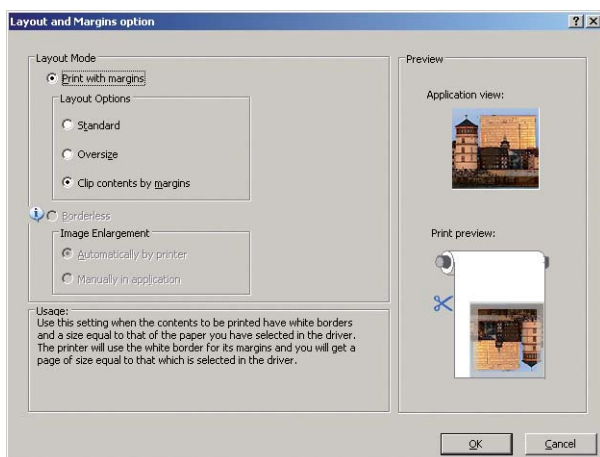 Layout and Margins option
Layout Mode
Print with margins
Layout Options
Standard
Oversize
Clip contents by margins
Borderless
Image Enlargement
Automatically by printer
Manually in application
Usage:
Use this setting when the contents to be printed have white borders
and a size equal to that of the paper you have selected in the driver.
The printer will use the white border for its margins and you will get a
page of size equal to that which is selected in the driver.
Preview
Application view:
Print preview:
OK
Cancel